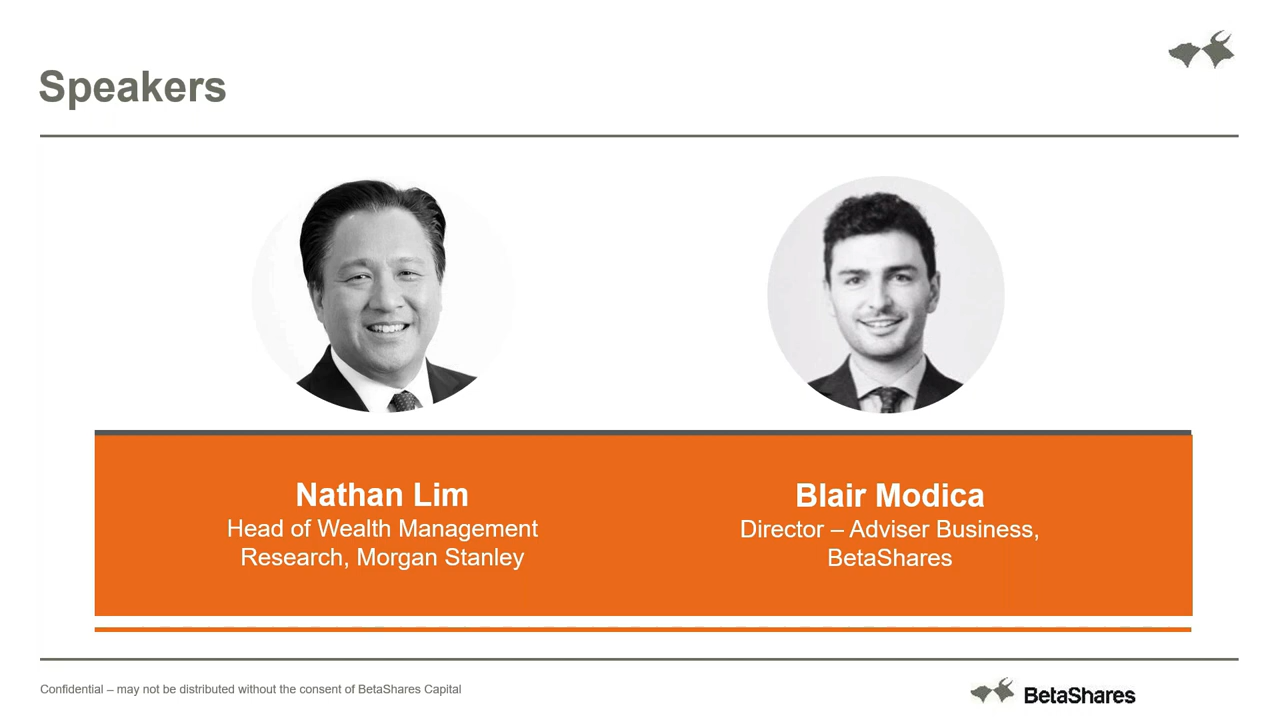 Speakers
Nathan Lim
Head of Wealth Management
Research, Morgan Stanley
Blair Modica
Director – Adviser Business,
BetaShares
Confidential – may not be distributed without the consent of BetaShares Capital
BetaShares